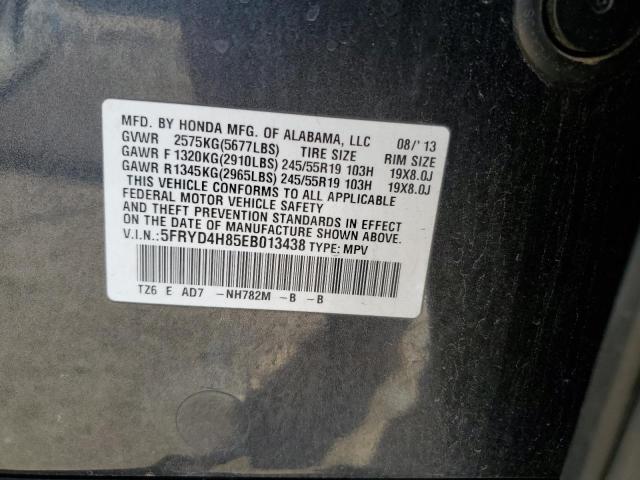 MFD. BY HONDA MFG. OF ALABAMA, LLC 08/'13
GVWR 2575KG(5677LBS) TIRE SIZE RIM SIZE
GAWR F 1320KG(2910LBS) 245/55R19 103H 19X8.0J
GAWR R1345KG(2965LBS) 245/55R19 103H 19X8.0J
THIS VEHICLE CONFORMS TO ALL APPLICABLE
FEDERAL MOTOR VEHICLE SAFETY
AND THEFT PREVENTION STANDARDS IN EFFECT
ON THE DATE OF MANUFACTURE SHOWN ABOVE.
V.I.N.:5FRYD4H85EB013438 TYPE: MPV
TZ6 E AD7 -NH782M -B -B